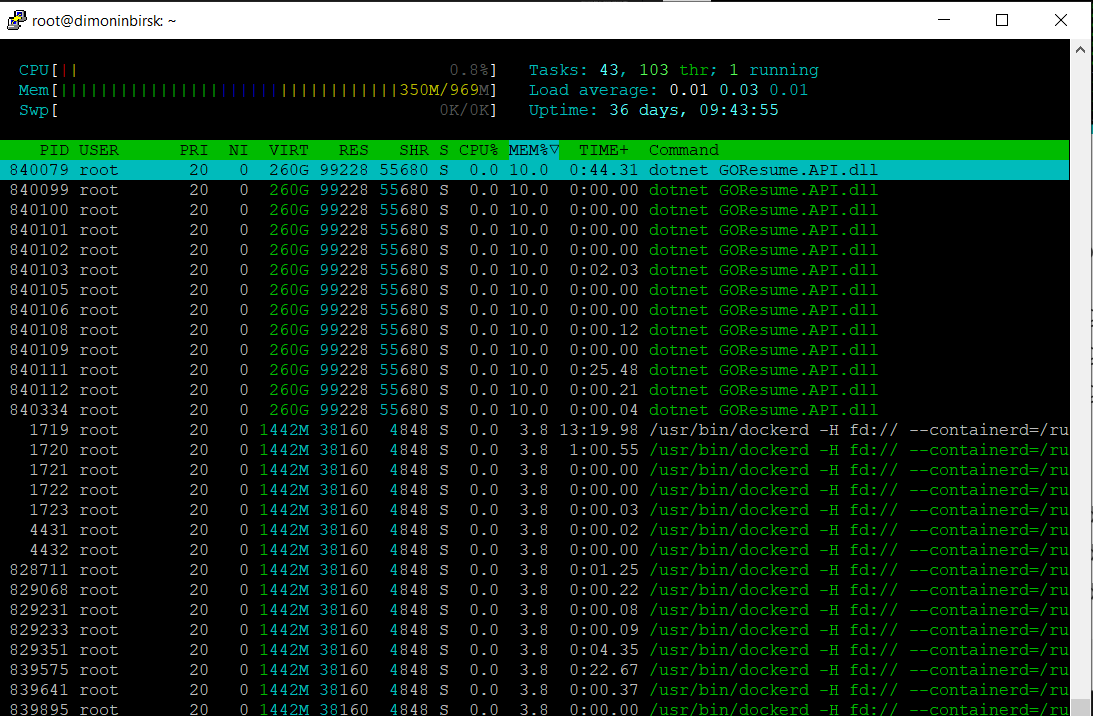 root@dimoninbirsk: ~
CPU[|| 0.8%] Tasks: 43, 103 thr; 1 running
Mem[||||||||||||||||||||||||||||||||||350M/969M] Load average: 0.01 0.03 0.01
Swp[ 0K/0K] Uptime: 36 days, 09:43:55
PID USER PRI NI VIRT RES SHR S CPU% MEM%▽ TIME+ Command
840079 root 20 0 260G 99228 55680 S 0.0 10.0 0:44.31 dotnet GOResume.API.dll
840099 root 20 0 260G 99228 55680 S 0.0 10.0 0:00.00 dotnet GOResume.API.dll
840100 root 20 0 260G 99228 55680 S 0.0 10.0 0:00.00 dotnet GOResume.API.dll
840101 root 20 0 260G 99228 55680 S 0.0 10.0 0:00.00 dotnet GOResume.API.dll
840102 root 20 0 260G 99228 55680 S 0.0 10.0 0:00.00 dotnet GOResume.API.dll
840103 root 20 0 260G 99228 55680 S 0.0 10.0 0:02.03 dotnet GOResume.API.dll
840105 root 20 0 260G 99228 55680 S 0.0 10.0 0:00.00 dotnet GOResume.API.dll
840106 root 20 0 260G 99228 55680 S 0.0 10.0 0:00.00 dotnet GOResume.API.dll
840108 root 20 0 260G 99228 55680 S 0.0 10.0 0:00.12 dotnet GOResume.API.dll
840109 root 20 0 260G 99228 55680 S 0.0 10.0 0:00.00 dotnet GOResume.API.dll
840111 root 20 0 260G 99228 55680 S 0.0 10.0 0:25.48 dotnet GOResume.API.dll
840112 root 20 0 260G 99228 55680 S 0.0 10.0 0:00.21 dotnet GOResume.API.dll
840334 root 20 0 260G 99228 55680 S 0.0 10.0 0:00.04 dotnet GOResume.API.dll
1719 root 20 0 1442M 38160 4848 S 0.0 3.8 13:19.98 /usr/bin/dockerd -H fd:// --containerd=/ru
1720 root 20 0 1442M 38160 4848 S 0.0 3.8 1:00.55 /usr/bin/dockerd -H fd:// --containerd=/ru
1721 root 20 0 1442M 38160 4848 S 0.0 3.8 0:00.00 /usr/bin/dockerd -H fd:// --containerd=/ru
1722 root 20 0 1442M 38160 4848 S 0.0 3.8 0:00.00 /usr/bin/dockerd -H fd:// --containerd=/ru
1723 root 20 0 1442M 38160 4848 S 0.0 3.8 0:00.03 /usr/bin/dockerd -H fd:// --containerd=/ru
4431 root 20 0 1442M 38160 4848 S 0.0 3.8 0:00.02 /usr/bin/dockerd -H fd:// --containerd=/ru
4432 root 20 0 1442M 38160 4848 S 0.0 3.8 0:00.00 /usr/bin/dockerd -H fd:// --containerd=/ru
828711 root 20 0 1442M 38160 4848 S 0.0 3.8 0:01.25 /usr/bin/dockerd -H fd:// --containerd=/ru
829068 root 20 0 1442M 38160 4848 S 0.0 3.8 0:00.22 /usr/bin/dockerd -H fd:// --containerd=/ru
829231 root 20 0 1442M 38160 4848 S 0.0 3.8 0:00.08 /usr/bin/dockerd -H fd:// --containerd=/ru
829233 root 20 0 1442M 38160 4848 S 0.0 3.8 0:00.09 /usr/bin/dockerd -H fd:// --containerd=/ru
829351 root 20 0 1442M 38160 4848 S 0.0 3.8 0:04.35 /usr/bin/dockerd -H fd:// --containerd=/ru
839575 root 20 0 1442M 38160 4848 S 0.0 3.8 0:22.67 /usr/bin/dockerd -H fd:// --containerd=/ru
839641 root 20 0 1442M 38160 4848 S 0.0 3.8 0:00.37 /usr/bin/dockerd -H fd:// --containerd=/ru
839895 root 20 0 1442M 38160 4848 S 0.0 3.8 0:00.00 /usr/bin/dockerd -H fd:// --containerd=/ru